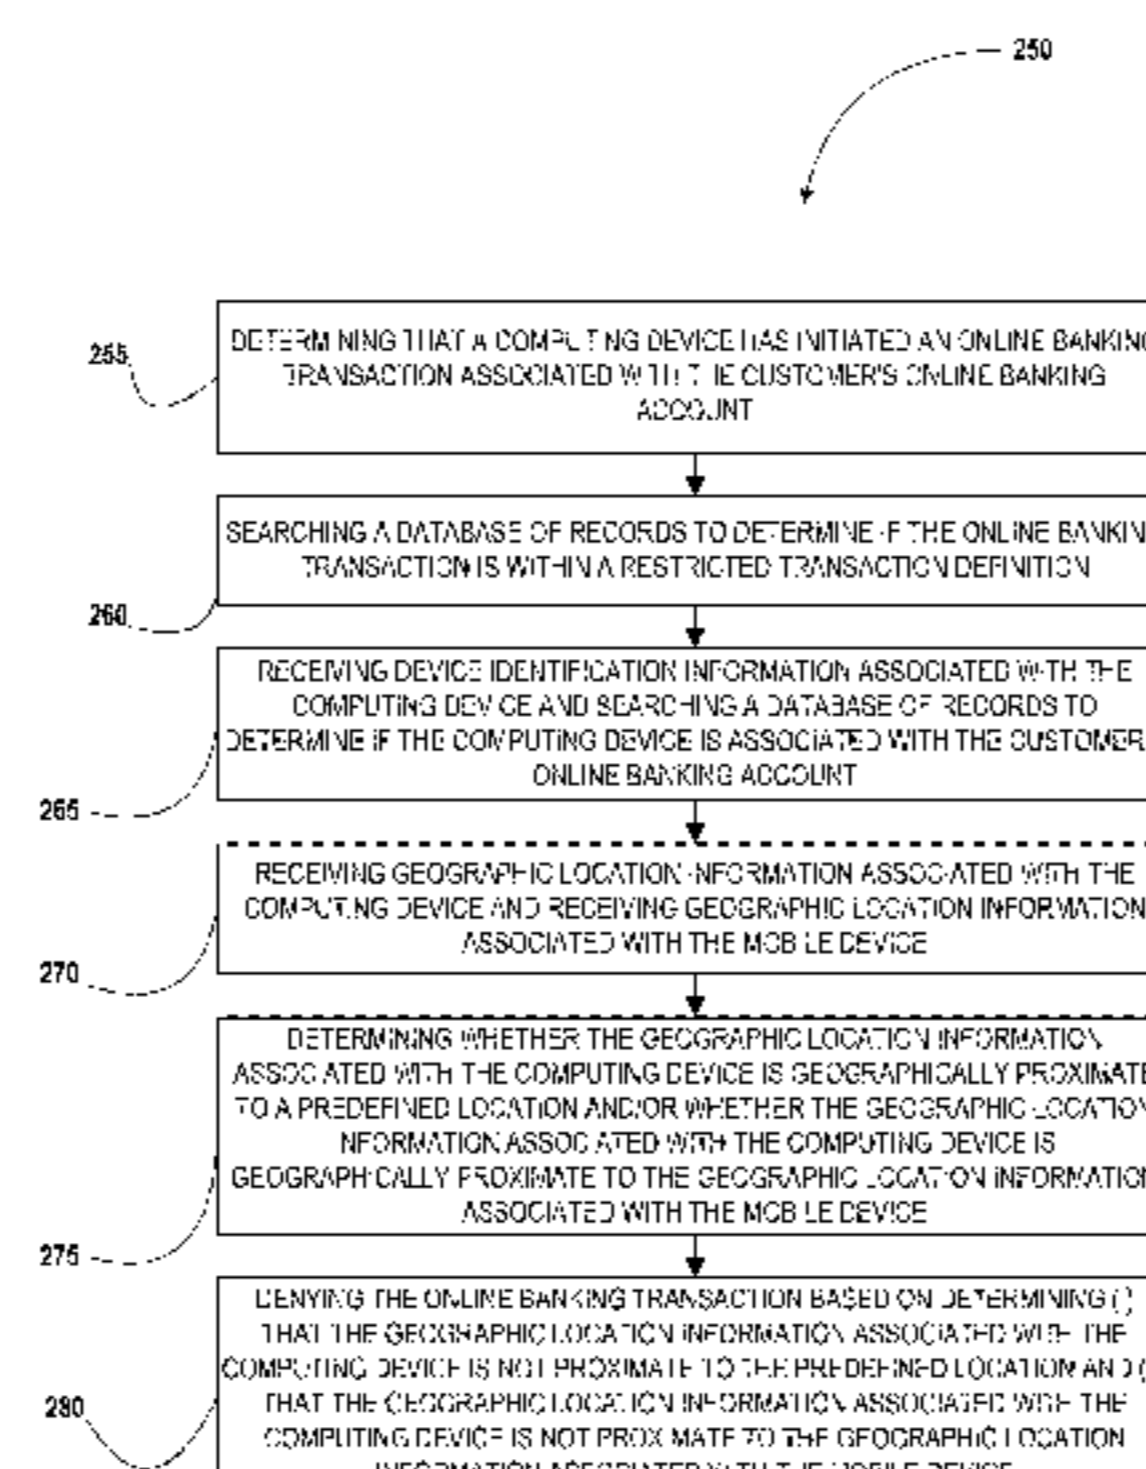 250
255
DETERMINING THAT A COMPUTING DEVICE HAS INITIATED AN ONLINE BANKING
TRANSACTION ASSOCIATED WITH THE CUSTOMER'S ONLINE BANKING
ACCOUNT
SEARCHING A DATABASE OF RECORDS TO DETERMINE IF THE ONLINE BANKIN
TRANSACTION IS WITHIN A RESTRICTED TRANSACTION DEFINITION
260
RECEIVING DEVICE IDENTIFICATION INFORMATION ASSOCIATED WITH THE
COMPUTING DEVICE AND SEARCHING A DATABASE OF RECORDS TO
DETERMINE IF THE COMPUTING DEVICE IS ASSOCIATED WITH THE CUSTOMER
ONLINE BANKING ACCOUNT
265
RECEIVING GEOGRAPHIC LOCATION INFORMATION ASSOCIATED WITH THE
COMPUTING DEVICE AND RECEIVING GEOGRAPHIC LOCATION INFORMATION
ASSOCIATED WITH THE MOBILE DEVICE
270
DETERMINING WHETHER THE GEOGRAPHIC LOCATION INFORMATION
ASSOCIATED WITH THE COMPUTING DEVICE IS GEOGRAPHICALLY PROXIMATE
TO A PREDEFINED LOCATION AND/OR WHETHER THE GEOGRAPHIC LOCATION
INFORMATION ASSOCIATED WITH THE COMPUTING DEVICE IS
GEOGRAPHICALLY PROXIMATE TO THE GEOGRAPHIC LOCATION INFORMATION
ASSOCIATED WITH THE MOBILE DEVICE
275
DENYING THE ONLINE BANKING TRANSACTION BASED ON DETERMINING
THAT THE GEOGRAPHIC LOCATION INFORMATION ASSOCIATED WITH THE
COMPUTING DEVICE IS NOT PROXIMATE TO THE PREDEFINED LOCATION AND
THAT THE GEOGRAPHIC LOCATION INFORMATION ASSOCIATED WITH THE
280
COMPUTING DEVICE IS NOT PROXIMATE TO THE GEOGRAPHIC LOCATION
INFORMATION ASSOCIATED WITH THE MOBILE DEVICE